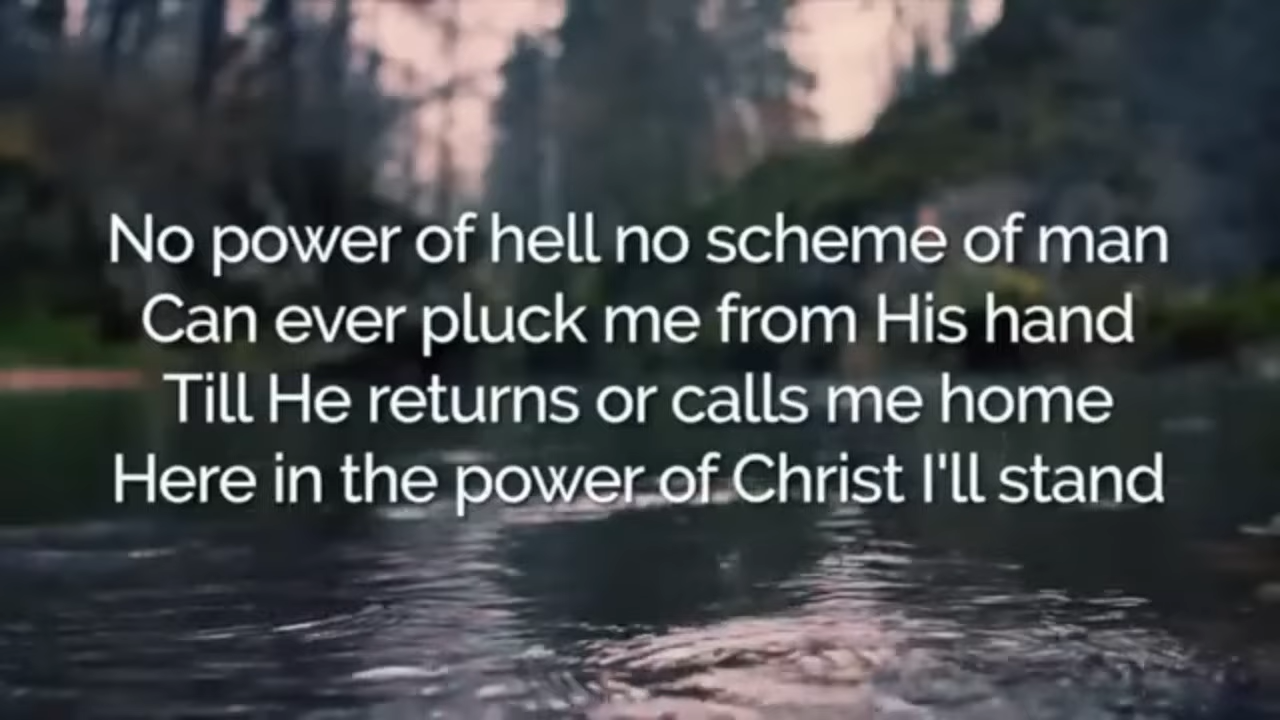 No power of hell no scheme of man
Can ever pluck me from His hand
Till He returns or calls me home
Here in the power of Christ I'll stand